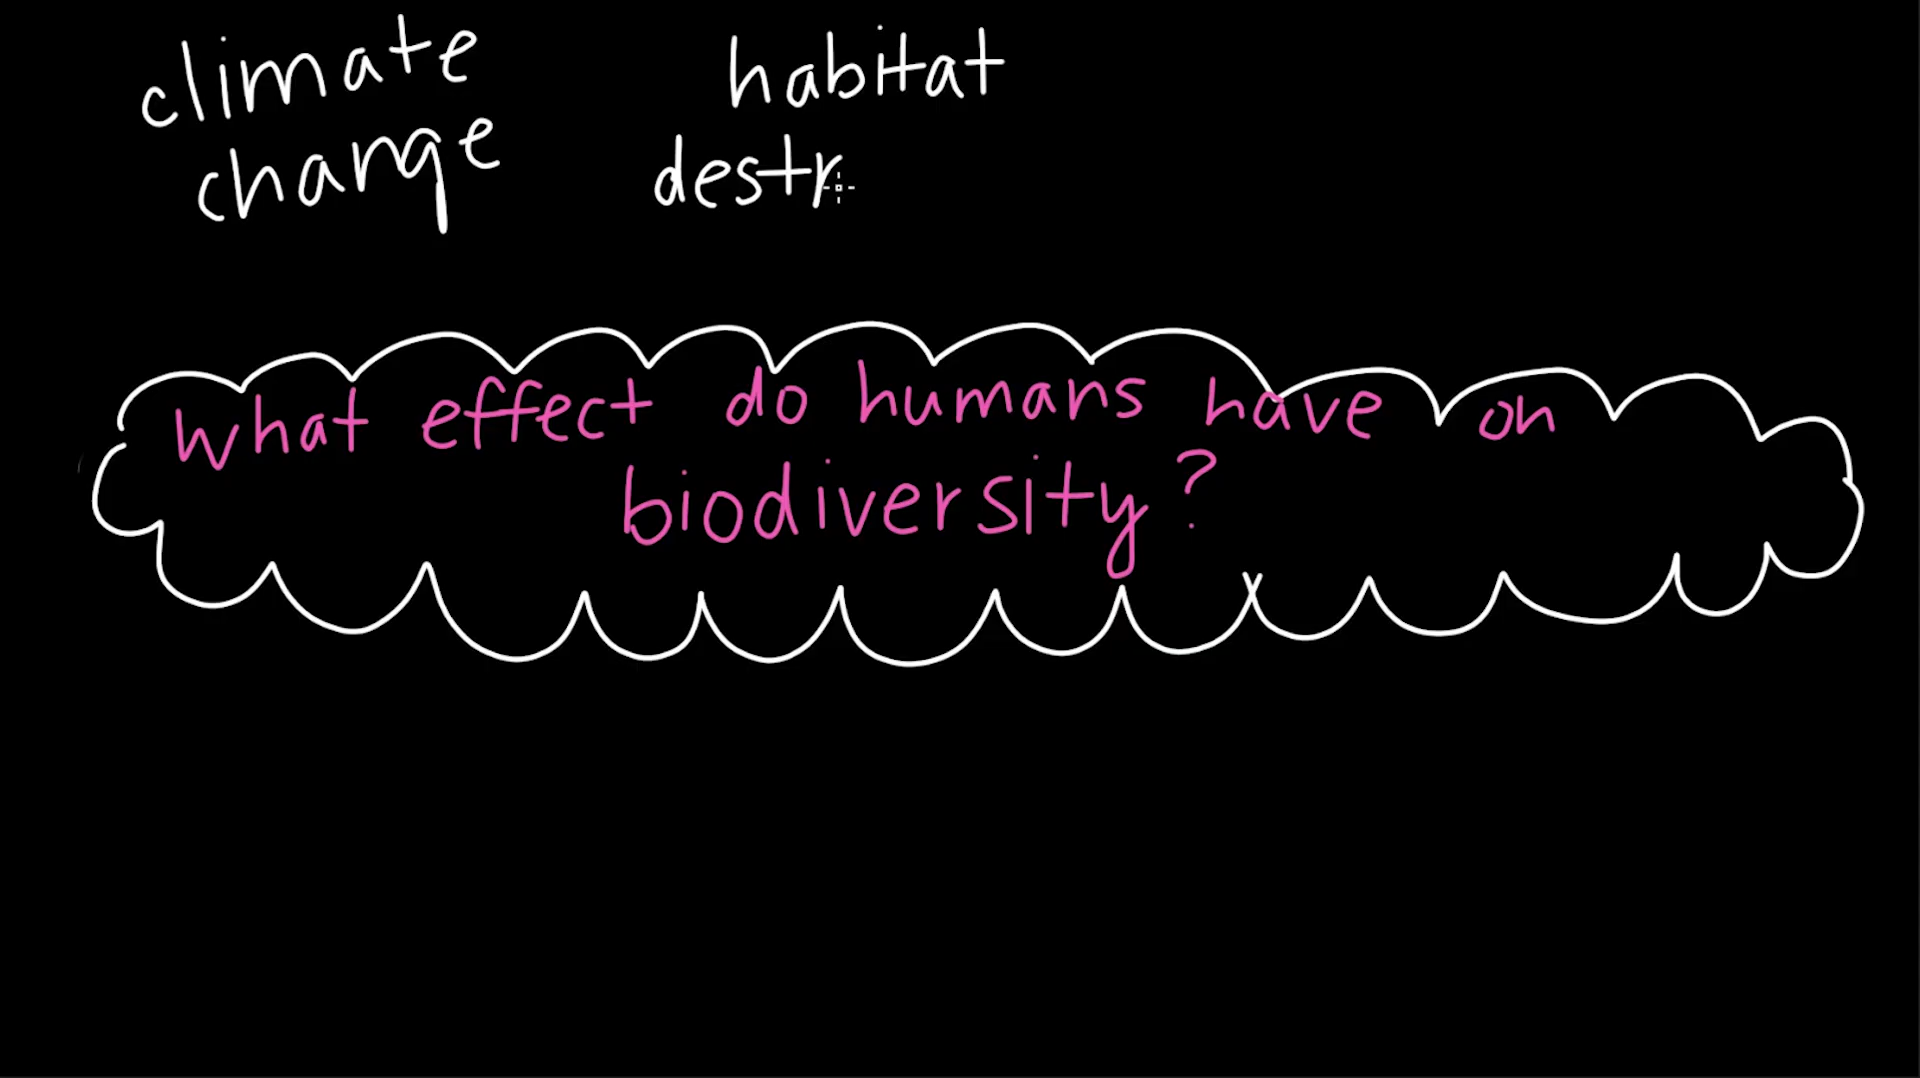 climate
change
habitat
destr
What effect do humans have on
biodiversity?